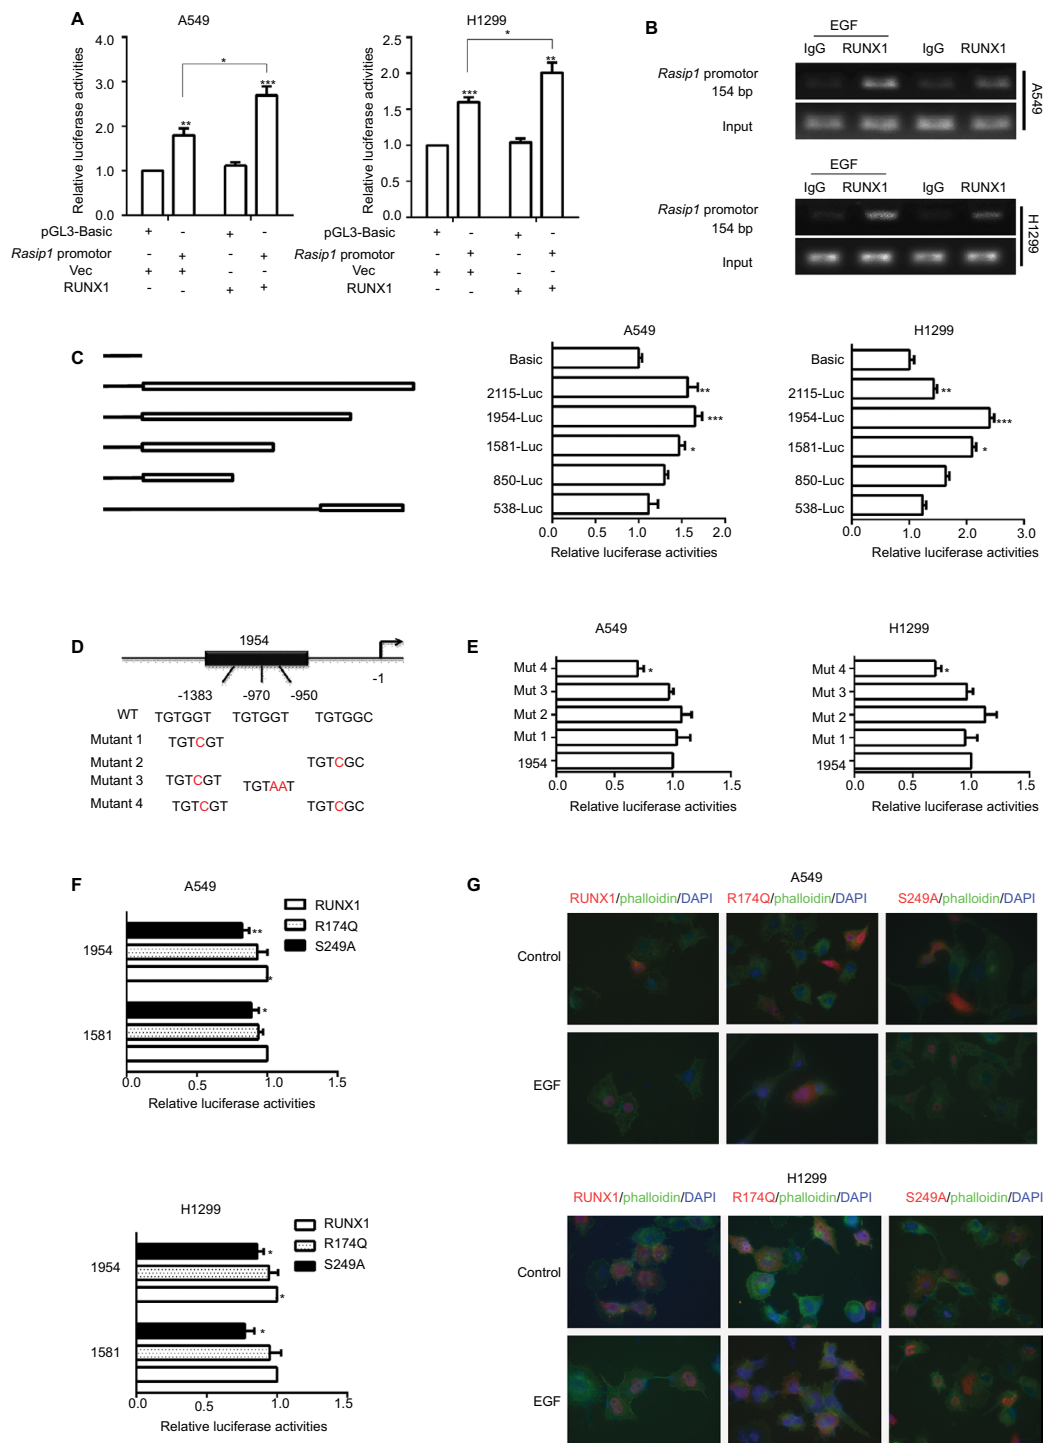 A
A549
Relative luciferase activities
4.0
3.0
2.0
1.0
0.0
*
**
***
pGL3-Basic + - + -
Rasip1 promotor - + - +
Vec + + - -
RUNX1 - - + +
H1299
Relative luciferase activities
2.5
2.0
1.5
1.0
0.5
0.0
*
***
**
pGL3-Basic + - + -
Rasip1 promotor - + - +
Vec + + - -
RUNX1 - - + +
B
EGF
IgG RUNX1 IgG RUNX1
Rasip1 promotor
154 bp
Input
A549
EGF
IgG RUNX1 IgG RUNX1
Rasip1 promotor
154 bp
Input
H1299
C
A549
Basic
2115-Luc **
1954-Luc ***
1581-Luc *
850-Luc
538-Luc
0.0 0.5 1.0 1.5 2.0
Relative luciferase activities
H1299
Basic
2115-Luc **
1954-Luc ***
1581-Luc *
850-Luc
538-Luc
0.0 1.0 2.0 3.0
Relative luciferase activities
D
1954
-1
-1383 -970 -950
WT TGTGGT TGTGGT TGTGGC
Mutant 1 TGTCGT
Mutant 2 TGTCGC
Mutant 3 TGTCGT TGTAAT
Mutant 4 TGTCGT TGTCGC
E
A549
Mut 4 *
Mut 3
Mut 2
Mut 1
1954
0.0 0.5 1.0 1.5
Relative luciferase activities
H1299
Mut 4 *
Mut 3
Mut 2
Mut 1
1954
0.0 0.5 1.0 1.5
Relative luciferase activities
F
A549
RUNX1
R174Q
S249A
1954
**
*
1581
*
0.0 0.5 1.0 1.5
Relative luciferase activities
H1299
RUNX1
R174Q
S249A
1954
*
*
1581
*
0.0 0.5 1.0 1.5
Relative luciferase activities
G
A549
RUNX1/phalloidin/DAPI R174Q/phalloidin/DAPI S249A/phalloidin/DAPI
Control
EGF
H1299
RUNX1/phalloidin/DAPI R174Q/phalloidin/DAPI S249A/phalloidin/DAPI
Control
EGF